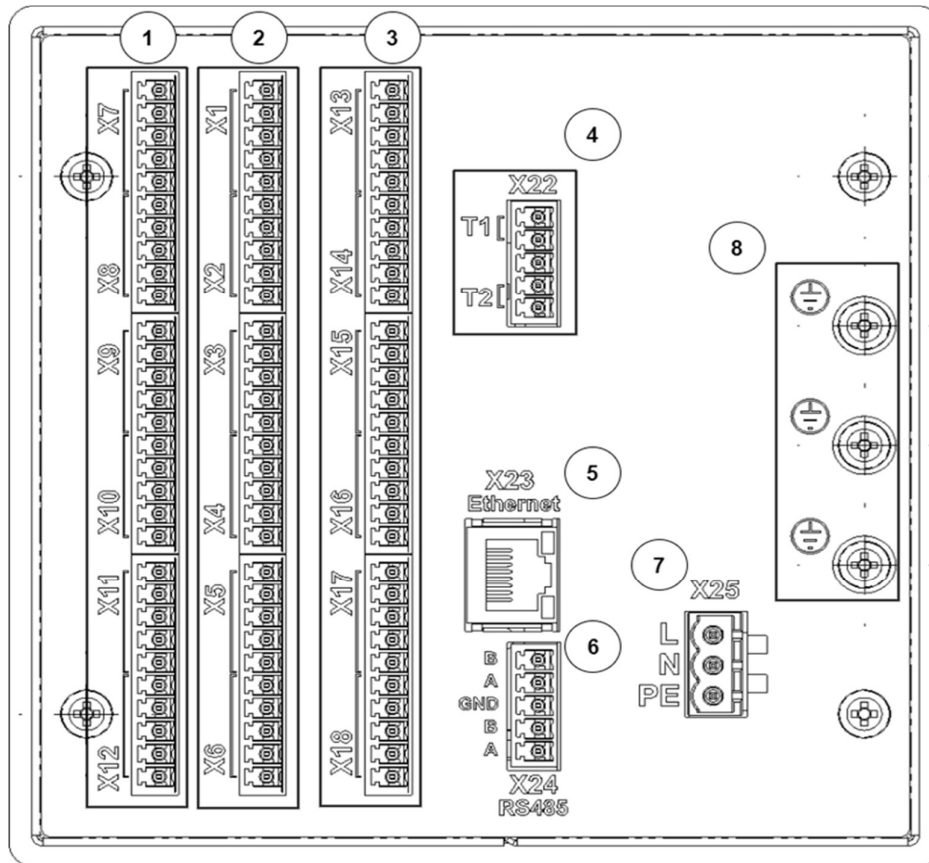 1
2
3
X7
X8
X9
X10
X11
X12
X1
X2
X3
X4
X5
X6
X13
X14
X15
X16
X17
X18
4
X22
T1
T2
5
X23
Ethernet
6
B
A
GND
B
A
X24
RS485
7
X25
L
N
PE
8